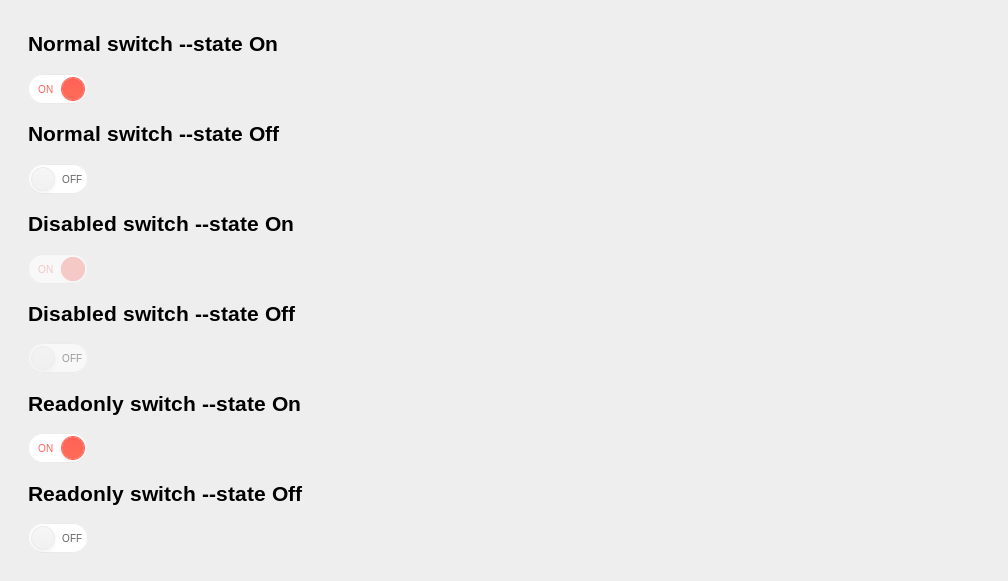 Normal switch --state On
ON
Normal switch --state Off
OFF
Disabled switch --state On
ON
Disabled switch --state Off
OFF
Readonly switch --state On
ON
Readonly switch --state Off
OFF